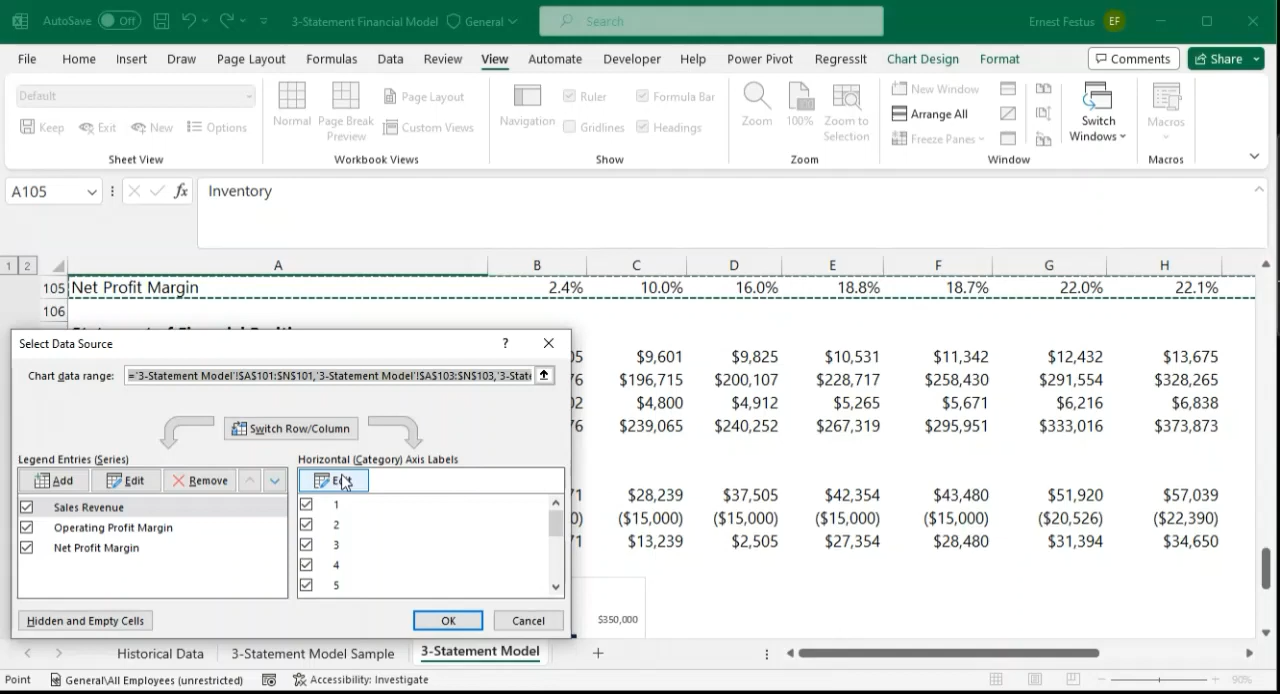 AutoSave Off 3-Statement Financial Model General Search Ernest Festus EF
File Home Insert Draw Page Layout Formulas Data Review View Automate Developer Help Power Pivot RegressIt Chart Design Format Comments Share
Default
Keep Exit New Options
Sheet View
Normal Page Break Preview Page Layout Custom Views
Workbook Views
Navigation Ruler Formula Bar Gridlines Headings
Show
Zoom 100% Zoom to Selection
Zoom
New Window Arrange All Freeze Panes Switch Windows
Window
Macros
Macros
A105 fx Inventory
1 2 A B C D E F G H
105 Net Profit Margin 2.4% 10.0% 16.0% 18.8% 18.7% 22.0% 22.1%
106
Select Data Source ? ×
Chart data range: ='3-Statement Model'!$A$101:$N$101,'3-Statement Model'!$A$103:$N$103,'3-State
Switch Row/Column
Legend Entries (Series) Horizontal (Category) Axis Labels
Add Edit Remove Edit
Sales Revenue 1
Operating Profit Margin 2
Net Profit Margin 3
4
5
Hidden and Empty Cells OK Cancel
$9,601 $9,825 $10,531 $11,342 $12,432 $13,675
$196,715 $200,107 $228,717 $258,430 $291,554 $328,265
$4,800 $4,912 $5,265 $5,671 $6,216 $6,838
$239,065 $240,252 $267,319 $295,951 $333,016 $373,873
$28,239 $37,505 $42,354 $43,480 $51,920 $57,039
($15,000) ($15,000) ($15,000) ($15,000) ($20,526) ($22,390)
$13,239 $2,505 $27,354 $28,480 $31,394 $34,650
$350,000
Historical Data 3-Statement Model Sample 3-Statement Model
Point General\All Employees (unrestricted) Accessibility: Investigate 90%